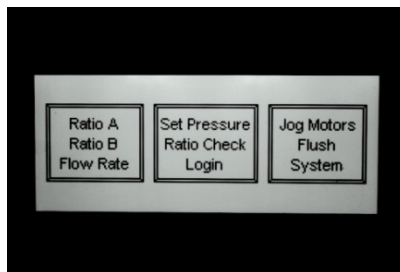 Ratio A
Ratio B
Flow Rate
Set Pressure
Ratio Check
Login
Jog Motors
Flush
System